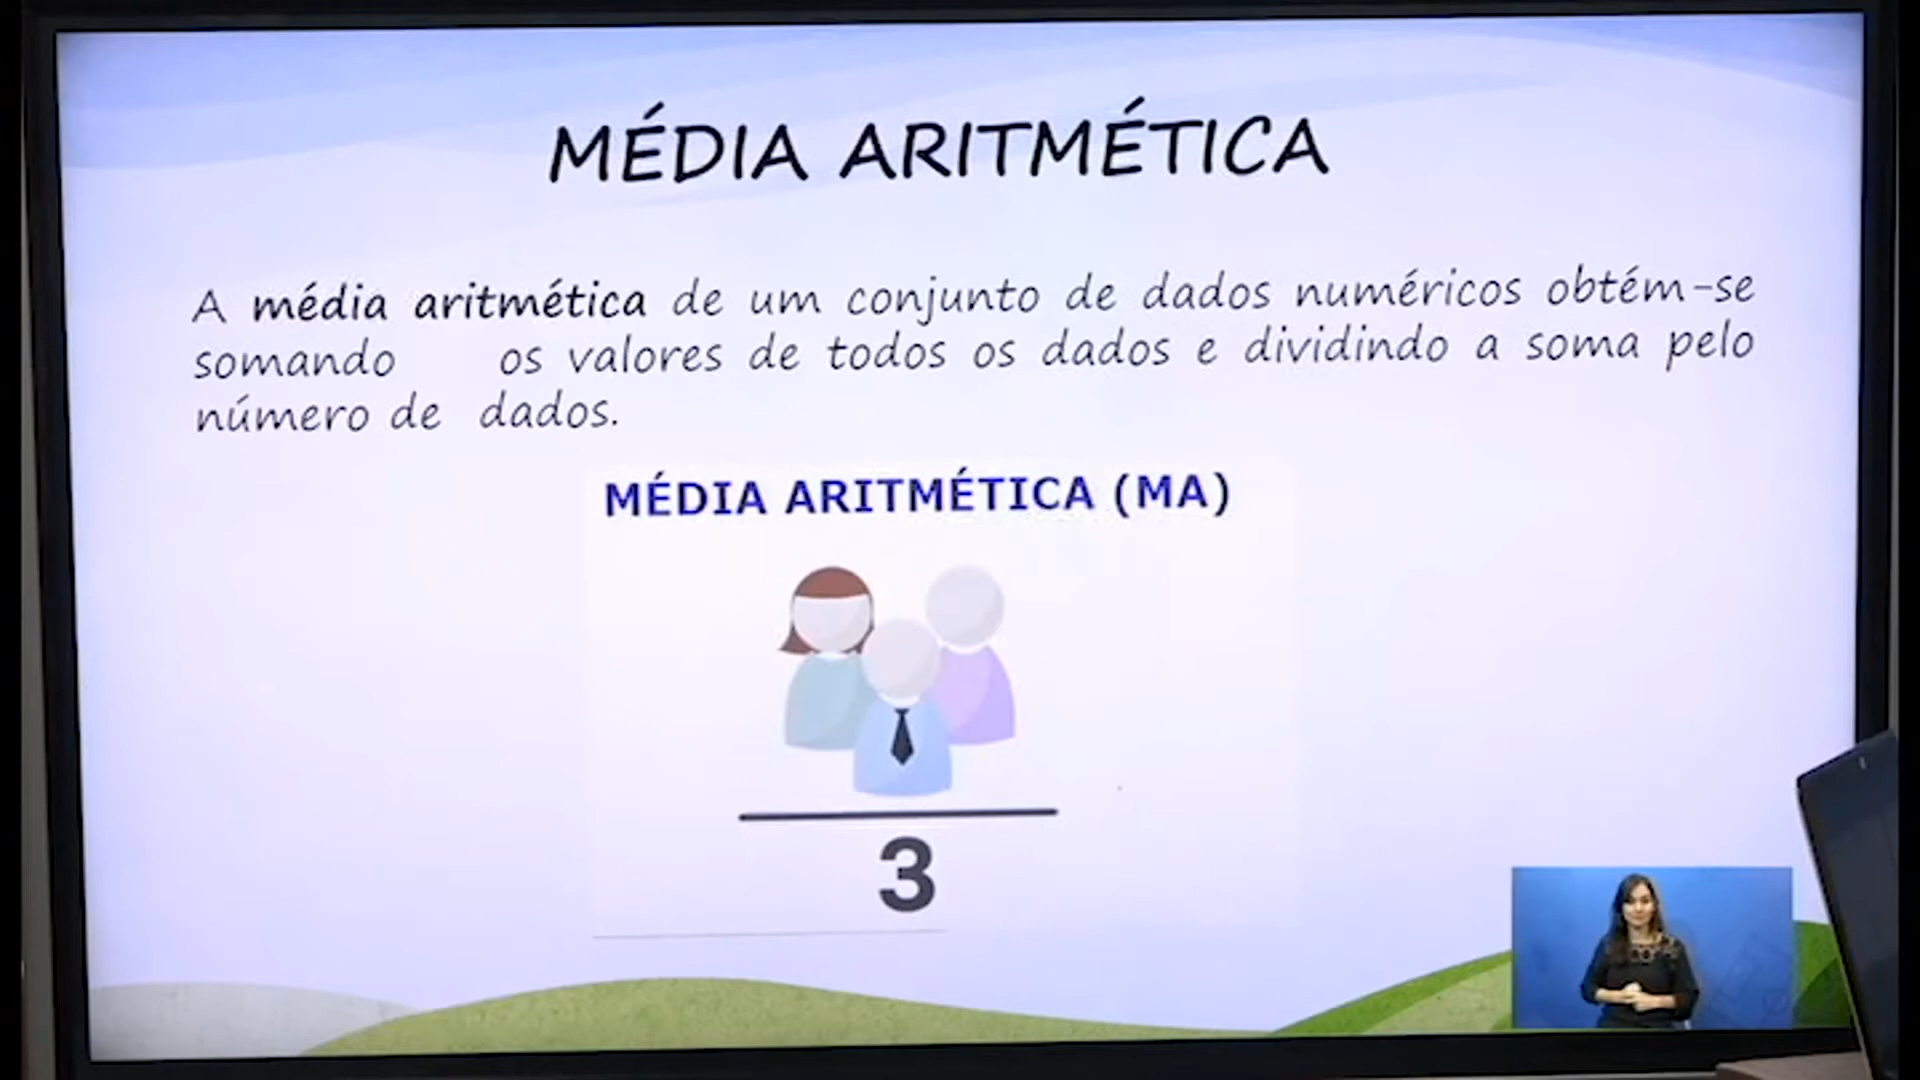 MÉDIA ARITMÉTICA
A média aritmética de um conjunto de dados numéricos obtém-se
somando os valores de todos os dados e dividindo a soma pelo
número de dados.
MÉDIA ARITMÉTICA (MA)
3